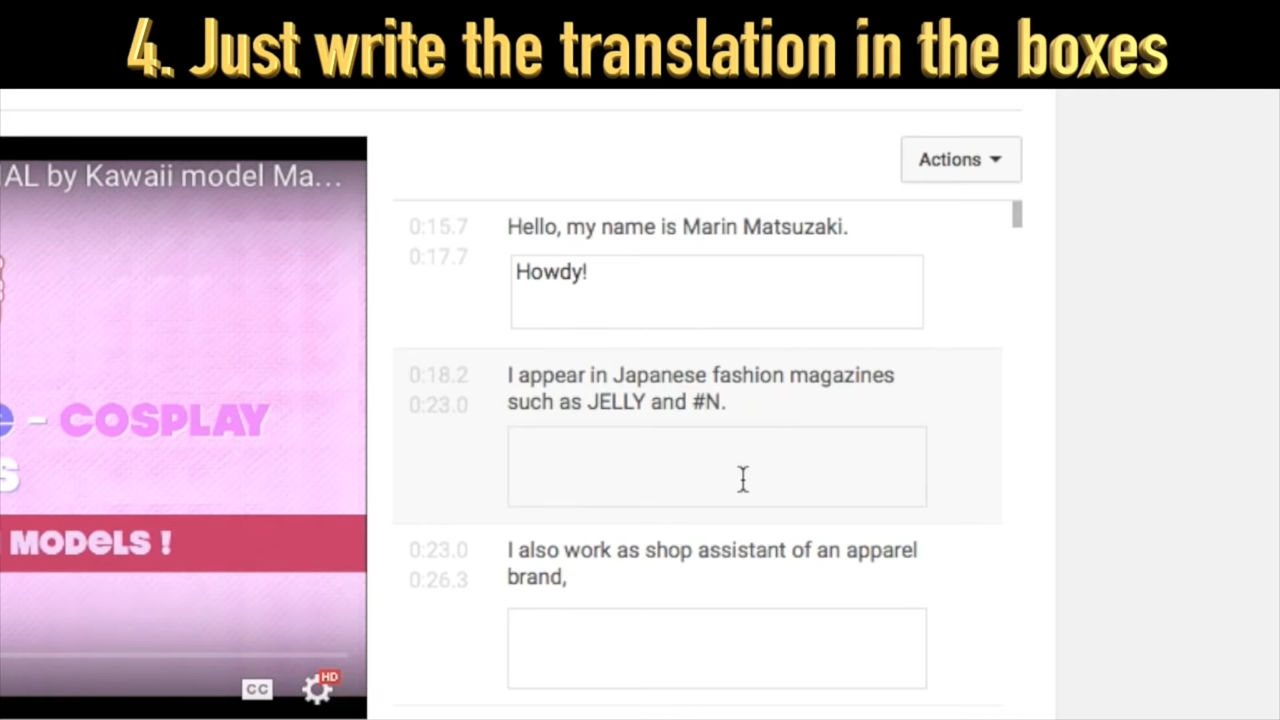 4. Just write the translation in the boxes
IAL by Kawaii model Ma...
Actions
0:15.7
0:17.7
Hello, my name is Marin Matsuzaki.
Howdy!
0:18.2
0:23.0
I appear in Japanese fashion magazines
such as JELLY and #N.
- COSPLAY
MODELS !
0:23.0
0:26.3
I also work as shop assistant of an apparel
brand,
CC
HD